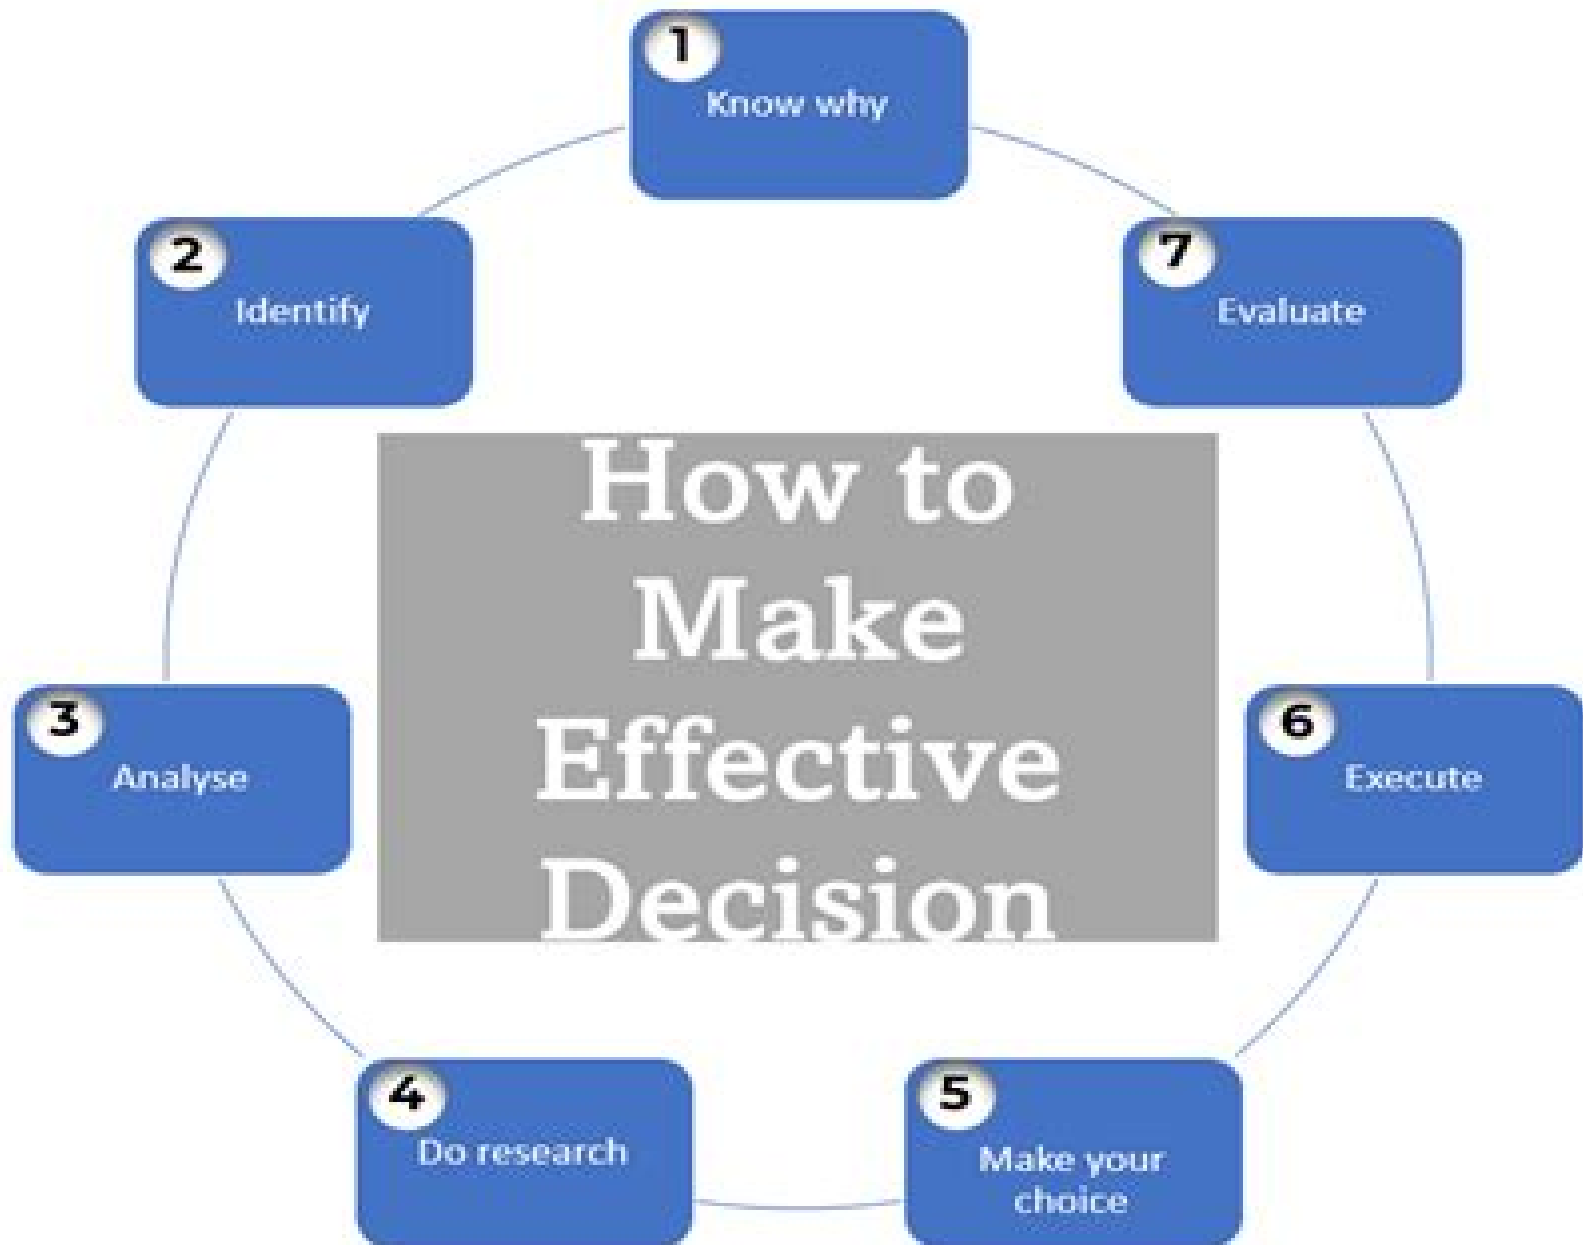 1
Know why
2
Identify
3
Analyse
4
Do research
5
Make your
choice
6
Execute
7
Evaluate
How to
Make
Effective
Decision